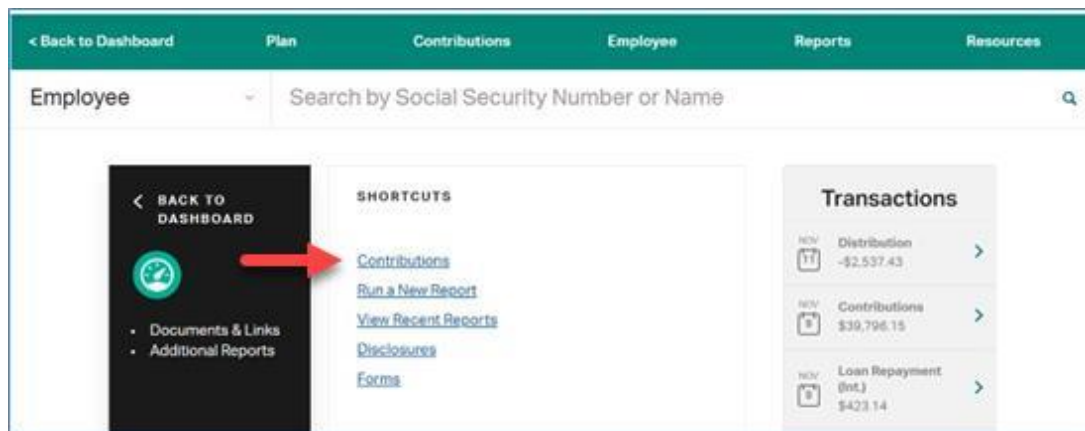 < Back to Dashboard Plan Contributions Employee Reports Resources
Employee Search by Social Security Number or Name
< BACK TO
DASHBOARD
• Documents & Links
• Additional Reports
SHORTCUTS
Contributions
Run a New Report
View Recent Reports
Disclosures
Forms
Transactions
NOV Distribution
11 -$2,537.43
NOV Contributions
9 $39,796.15
NOV Loan Repayment
9 (Int.)
$423.14